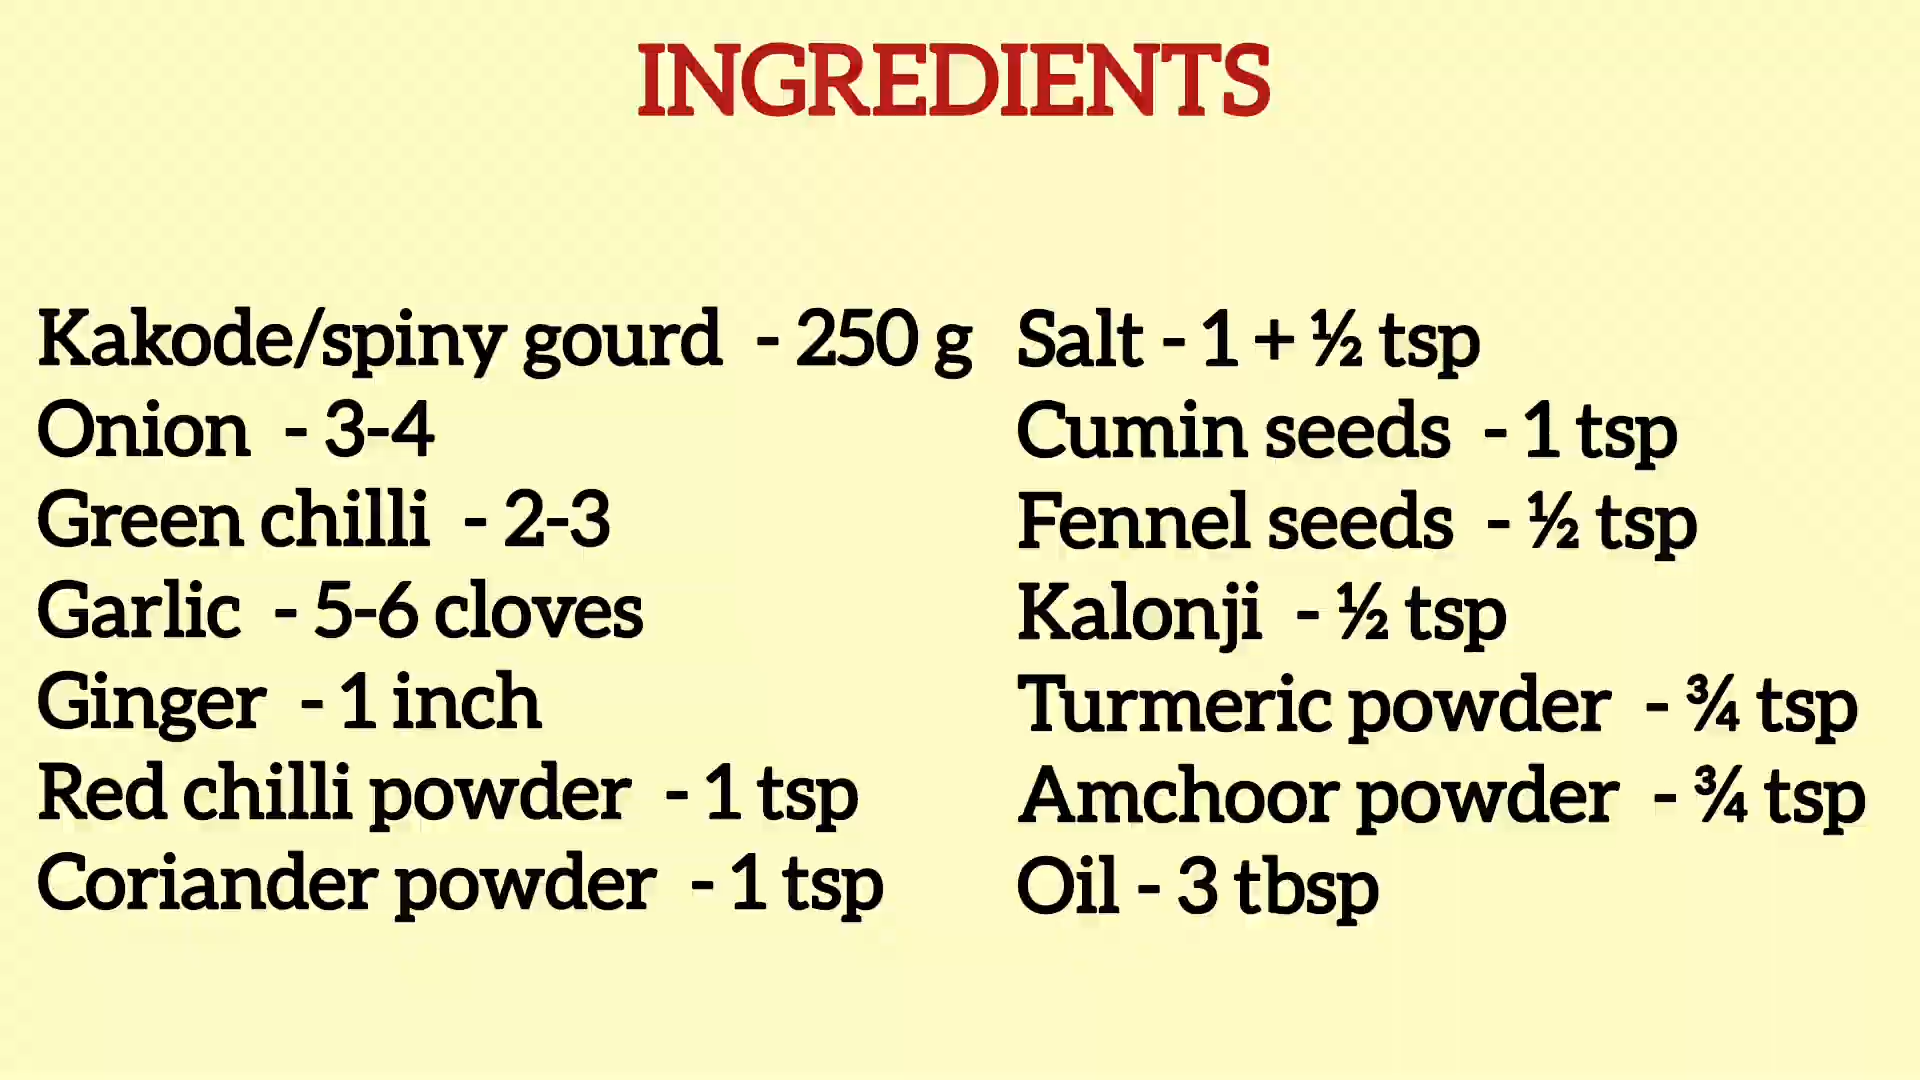 INGREDIENTS
Kakode/spiny gourd - 250 g
Onion - 3-4
Green chilli - 2-3
Garlic - 5-6 cloves
Ginger - 1 inch
Red chilli powder - 1 tsp
Coriander powder - 1 tsp
Salt - 1 + ½ tsp
Cumin seeds - 1 tsp
Fennel seeds - ½ tsp
Kalonji - ½ tsp
Turmeric powder - ¾ tsp
Amchoor powder - ¾ tsp
Oil - 3 tbsp